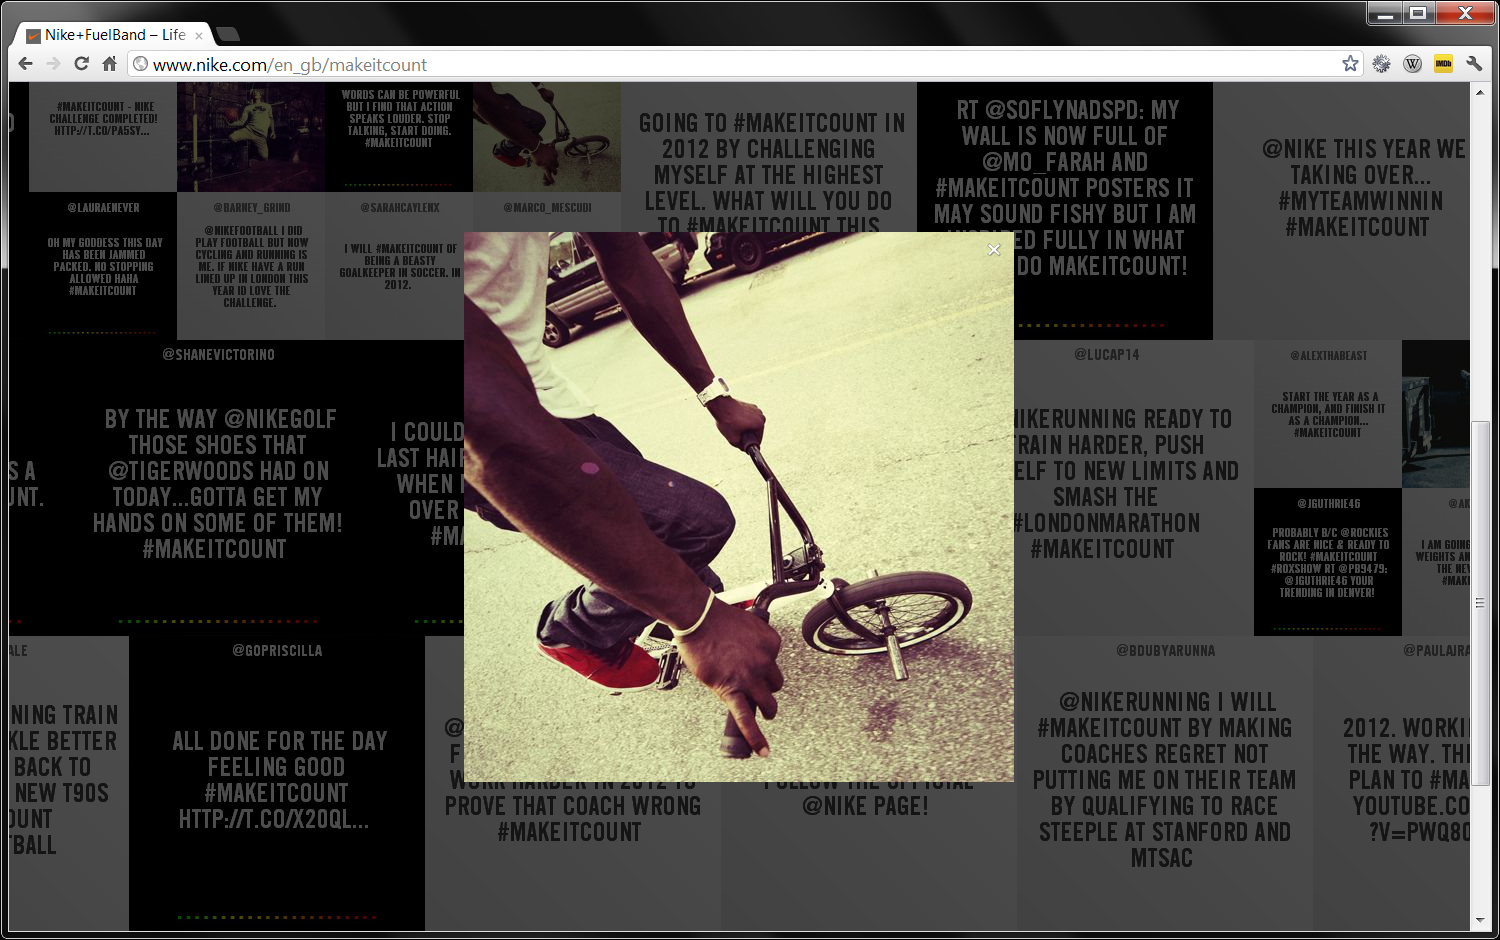 Nike+FuelBand – Life
www.nike.com/en_gb/makeitcount
#MAKEITCOUNT - NIKE
CHALLENGE COMPLETED!
HTTP://T.CO/PA5SY...
WORDS CAN BE POWERFUL
BUT I FIND THAT ACTION
SPEAKS LOUDER. STOP
TALKING, START DOING.
#MAKEITCOUNT
GOING TO #MAKEITCOUNT IN
2012 BY CHALLENGING
MYSELF AT THE HIGHEST
LEVEL. WHAT WILL YOU DO
TO #MAKEITCOUNT THIS
RT @SOFLYNADSPD: MY
WALL IS NOW FULL OF
@MO_FARAH AND
#MAKEITCOUNT POSTERS IT
MAY SOUND FISHY BUT I AM
FULLY IN WHAT
DO MAKEITCOUNT!
@NIKE THIS YEAR WE
TAKING OVER...
#MYTEAMWINNIN
#MAKEITCOUNT
@LAURAENEVER
OH MY GODDESS THIS DAY
HAS BEEN JAMMED
PACKED. NO STOPPING
ALLOWED HAHA
#MAKEITCOUNT
@BARNEY_GRIND
@NIKEFOOTBALL I DID
PLAY FOOTBALL BUT NOW
CYCLING AND RUNNING IS
ME. IF NIKE HAVE A RUN
LINED UP IN LONDON THIS
YEAR ID LOVE THE
CHALLENGE.
@SARAHCAYLENX
I WILL #MAKEITCOUNT OF
BEING A BEASTY
GOALKEEPER IN SOCCER. IN
2012.
@MARCO_MESCUDI
@SHANEVICTORINO
BY THE WAY @NIKEGOLF
THOSE SHOES THAT
@TIGERWOODS HAD ON
TODAY...GOTTA GET MY
HANDS ON SOME OF THEM!
#MAKEITCOUNT
S A
UNT.
I COULD
LAST HAI
WHEN
OVER
#MA
@LUCAP14
NIKERUNNING READY TO
TRAIN HARDER, PUSH
ELF TO NEW LIMITS AND
SMASH THE
#LONDONMARATHON
#MAKEITCOUNT
@ALEXTHABEAST
START THE YEAR AS A
CHAMPION, AND FINISH IT
AS A CHAMPION...
#MAKEITCOUNT
@JGUTHRIE46
PROBABLY B/C @ROCKIES
FANS ARE NICE & READY TO
ROCK! #MAKEITCOUNT
#ROXSHOW RT @PB9479:
@JGUTHRIE46 YOUR
TRENDING IN DENVER!
@AK
I AM GOING
WEIGHTS AN
THE NEW
#MAKI
ALE
NING TRAIN
KLE BETTER
BACK TO
NEW T90S
OUNT
TBALL
@GOPRISCILLA
ALL DONE FOR THE DAY
FEELING GOOD
#MAKEITCOUNT
HTTP://T.CO/X20QL...
WORK HARDER IN 2012 TO
PROVE THAT COACH WRONG
#MAKEITCOUNT
FOLLOW THE OFFICIAL
@NIKE PAGE!
@BDUBYARUNNA
@NIKERUNNING I WILL
#MAKEITCOUNT BY MAKING
COACHES REGRET NOT
PUTTING ME ON THEIR TEAM
BY QUALIFYING TO RACE
STEEPLE AT STANFORD AND
MTSAC
@PAULAJRA
2012. WORKI
THE WAY. TH
PLAN TO #MA
YOUTUBE.CO
?V=PWQ80